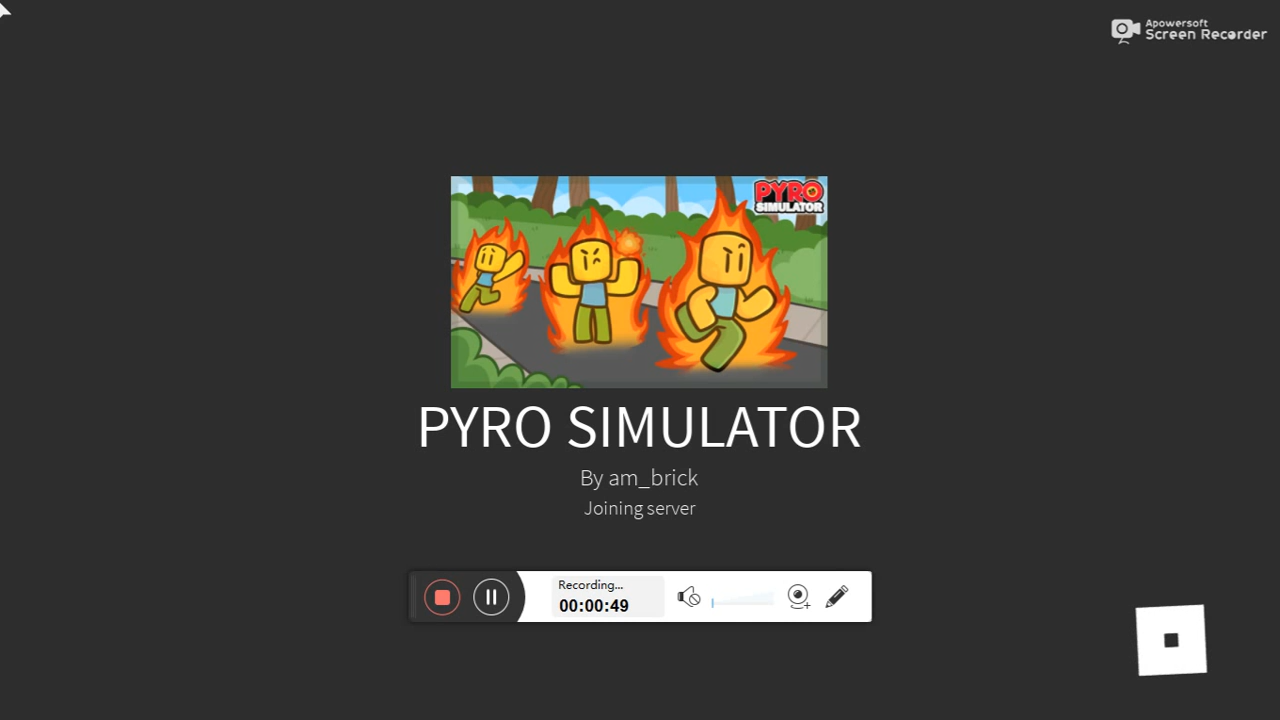 Apowersoft
Screen Recorder
PYRO
SIMULATOR
PYRO SIMULATOR
By am_brick
Joining server
Recording...
00:00:49